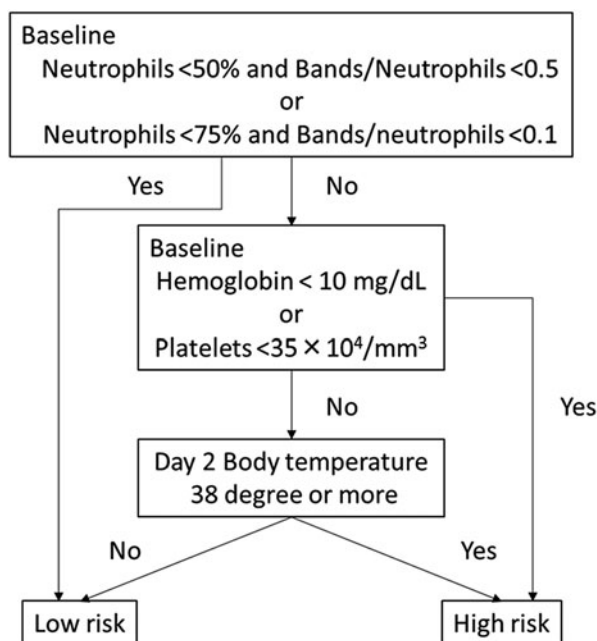 Baseline
Neutrophils <50% and Bands/Neutrophils <0.5
or
Neutrophils <75% and Bands/neutrophils <0.1
Yes
No
Baseline
Hemoglobin < 10 mg/dL
or
Platelets <35 × 10⁴/mm³
No
Yes
Day 2 Body temperature
38 degree or more
No
Yes
Low risk
High risk